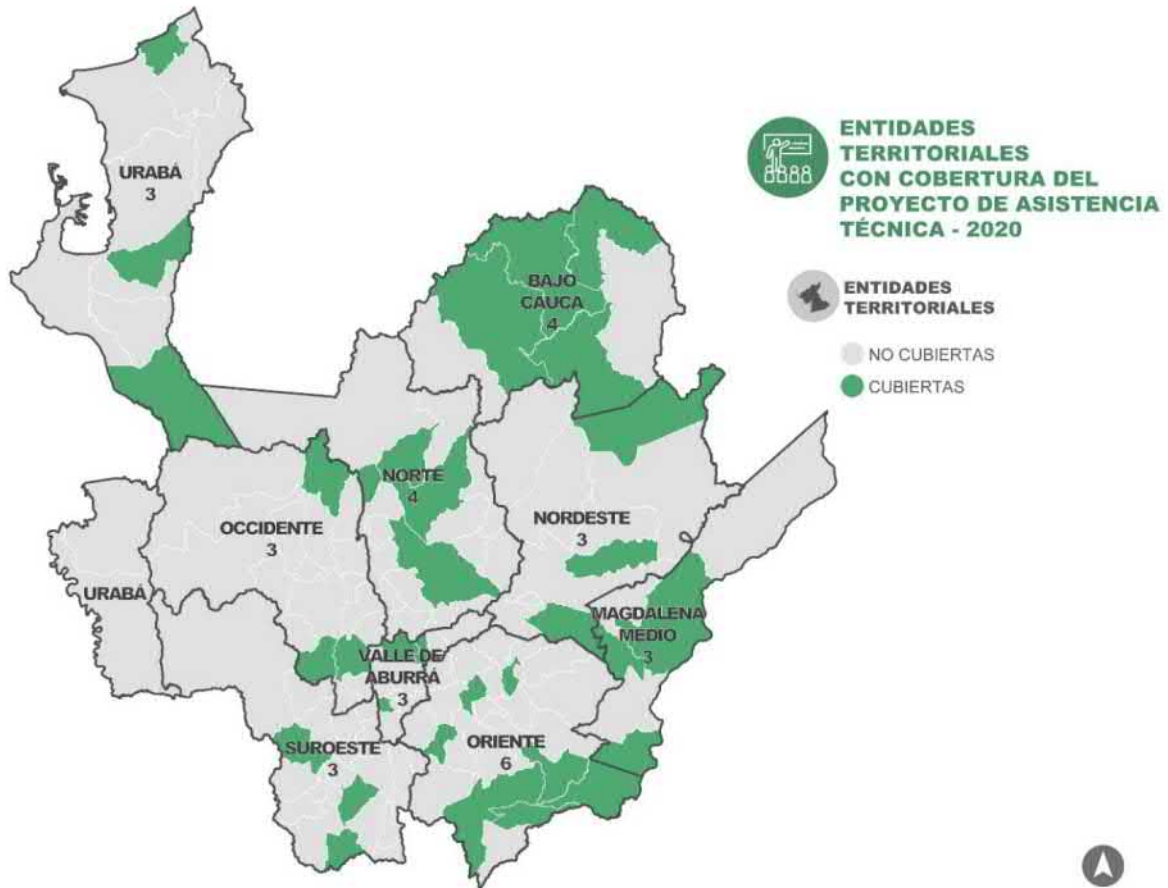 ENTIDADES
TERRITORIALES
CON COBERTURA DEL
PROYECTO DE ASISTENCIA
TÉCNICA - 2020
ENTIDADES
TERRITORIALES
NO CUBIERTAS
CUBIERTAS
URABÁ
3
BAJO
CAUCA
4
NORTE
4
OCCIDENTE
3
NORDESTE
3
URABÁ
MAGDALENA
MEDIO
3
VALLE DE
ABURRÁ
3
SUROESTE
3
ORIENTE
6